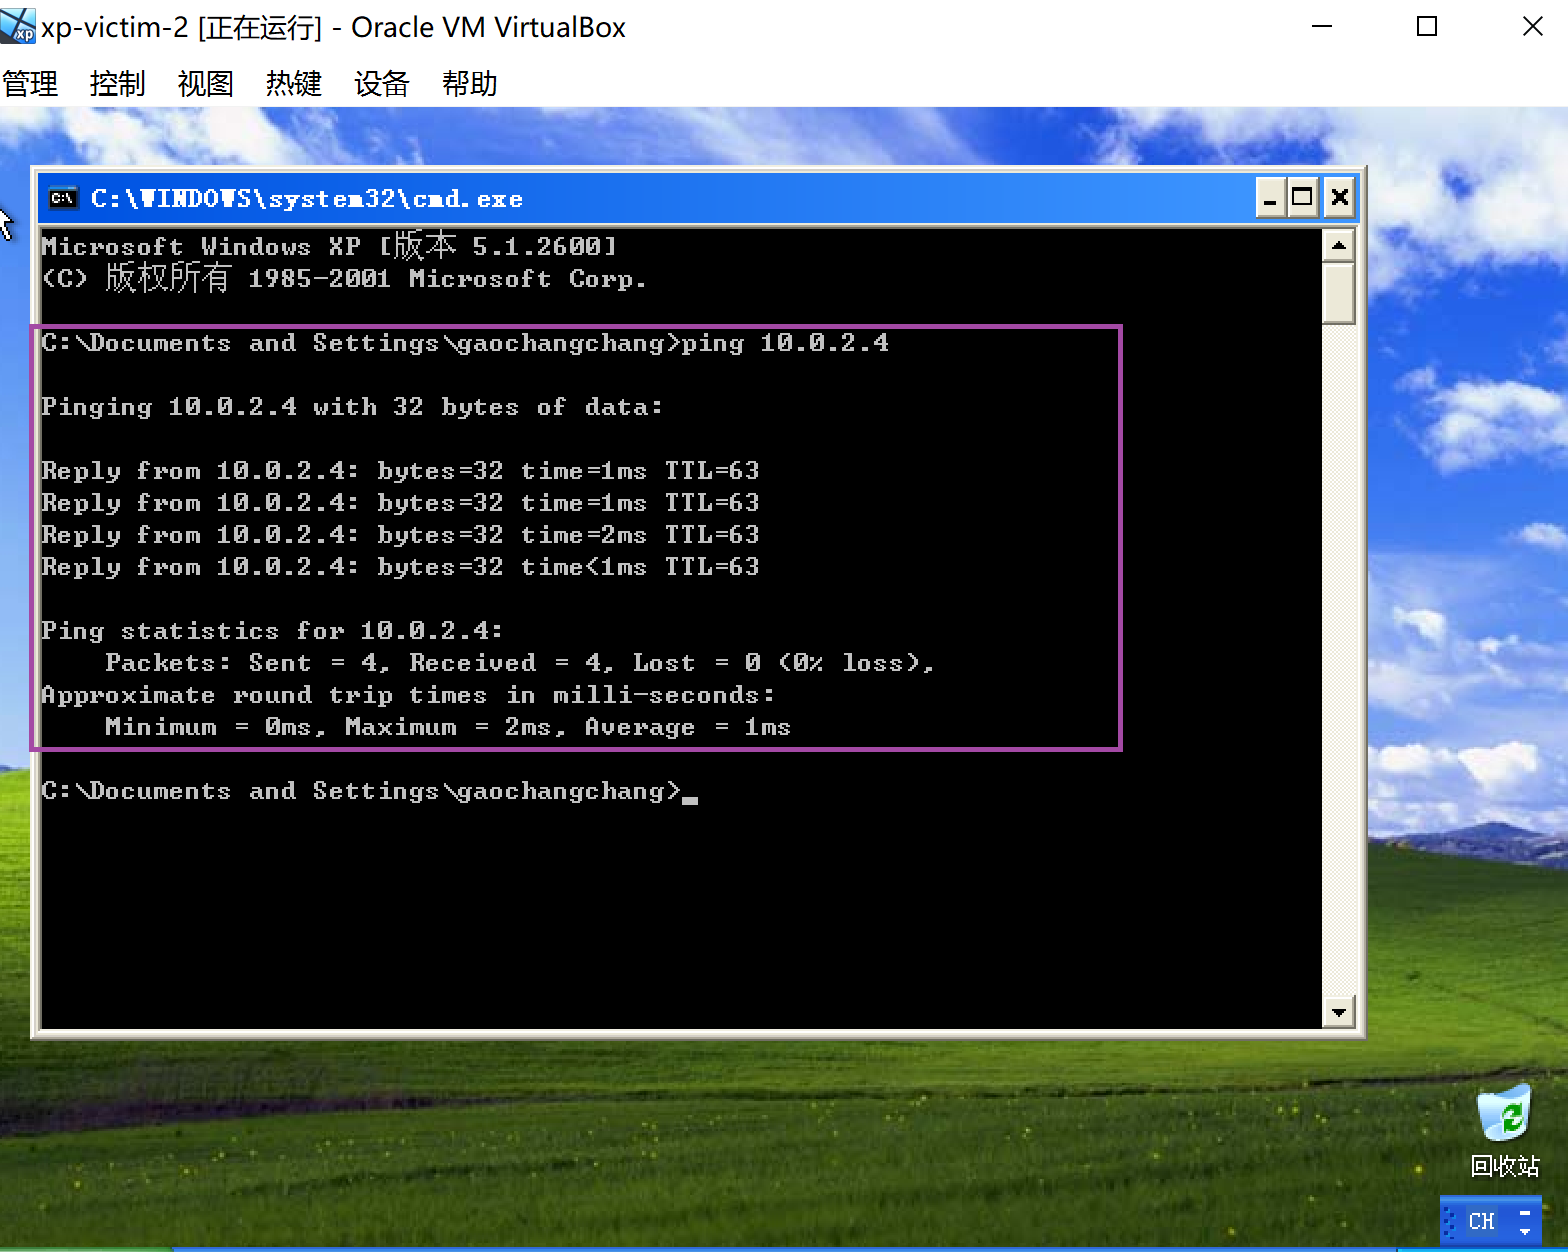 xp-victim-2 [正在运行] - Oracle VM VirtualBox
管理 控制 视图 热键 设备 帮助
C:\WINDOWS\system32\cmd.exe
Microsoft Windows XP [版本 5.1.2600]
(C) 版权所有 1985-2001 Microsoft Corp.
C:\Documents and Settings\gaochangchang>ping 10.0.2.4
Pinging 10.0.2.4 with 32 bytes of data:
Reply from 10.0.2.4: bytes=32 time=1ms TTL=63
Reply from 10.0.2.4: bytes=32 time=1ms TTL=63
Reply from 10.0.2.4: bytes=32 time=2ms TTL=63
Reply from 10.0.2.4: bytes=32 time<1ms TTL=63
Ping statistics for 10.0.2.4:
Packets: Sent = 4, Received = 4, Lost = 0 (0% loss),
Approximate round trip times in milli-seconds:
Minimum = 0ms, Maximum = 2ms, Average = 1ms
C:\Documents and Settings\gaochangchang>
回收站
CH